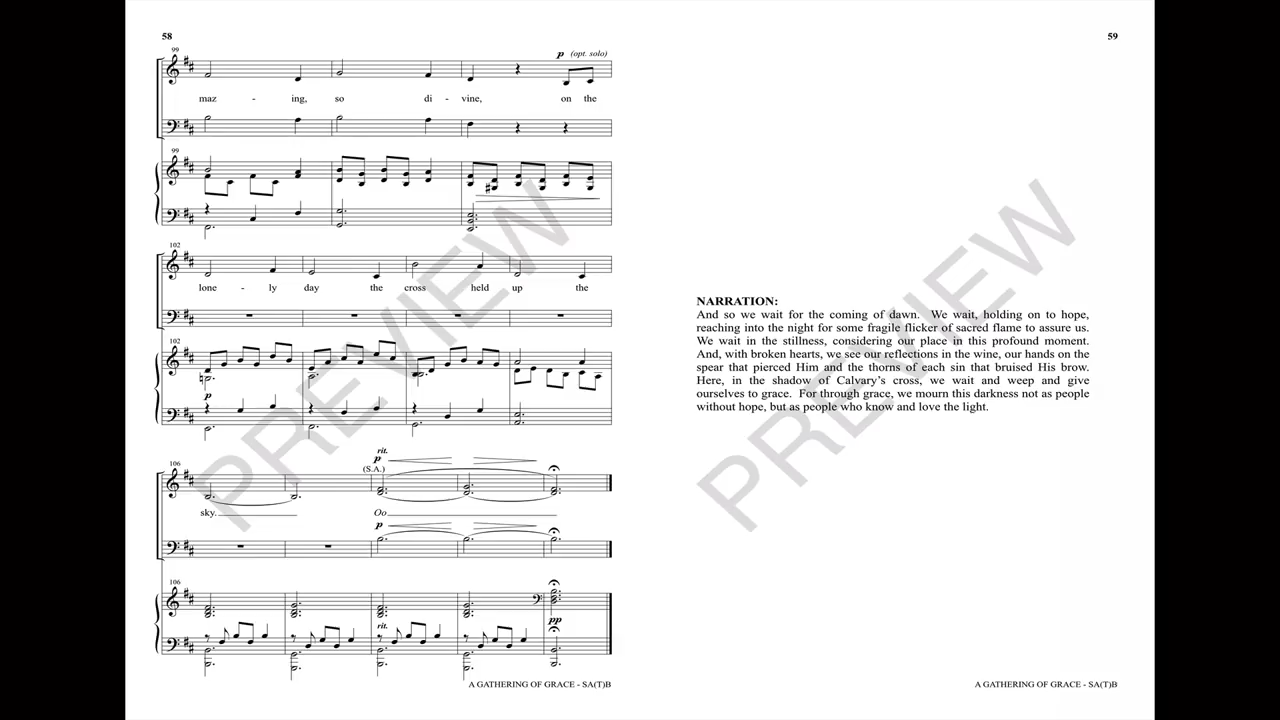 58
99
p (opt. solo)
maz - ing, so di - vine, on the
99
102
lone - ly day the cross held up the
102
p
106
rit.
p
(S.A.)
sky. Oo
p
106
rit.
pp
A GATHERING OF GRACE - SA(T)B
PREVIEW
59
NARRATION:
And so we wait for the coming of dawn. We wait, holding on to hope,
reaching into the night for some fragile flicker of sacred flame to assure us.
We wait in the stillness, considering our place in this profound moment.
And, with broken hearts, we see our reflections in the wine, our hands on the
spear that pierced Him and the thorns of each sin that bruised His brow.
Here, in the shadow of Calvary's cross, we wait and weep and give
ourselves to grace. For through grace, we mourn this darkness not as people
without hope, but as people who know and love the light.
A GATHERING OF GRACE - SA(T)B
PREVIEW